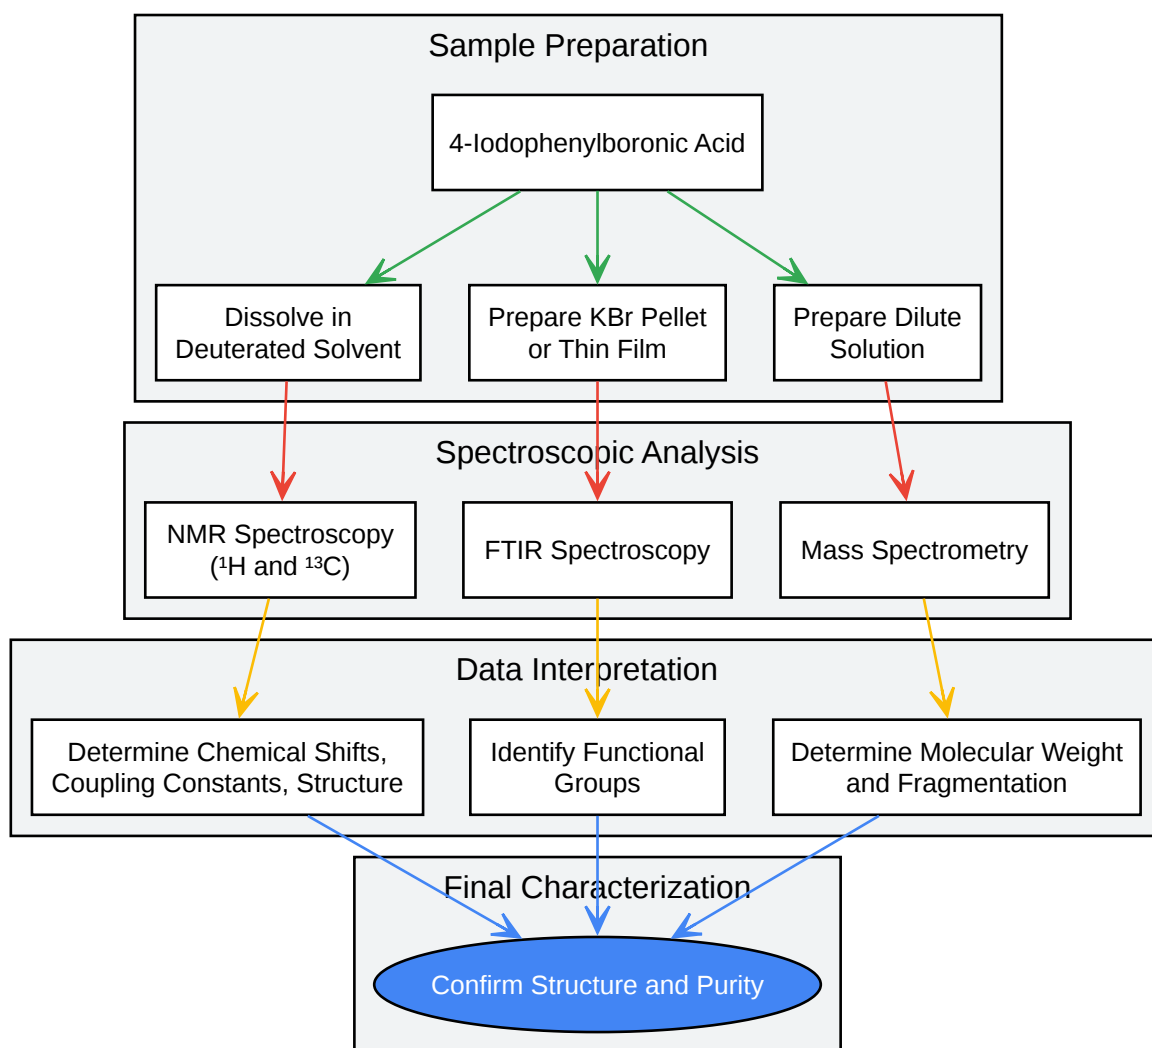 Sample Preparation
4-Iodophenylboronic Acid
Dissolve in
Deuterated Solvent
Prepare KBr Pellet
or Thin Film
Prepare Dilute
Solution
Spectroscopic Analysis
NMR Spectroscopy
(¹H and ¹³C)
FTIR Spectroscopy
Mass Spectrometry
Data Interpretation
Determine Chemical Shifts,
Coupling Constants, Structure
Identify Functional
Groups
Determine Molecular Weight
and Fragmentation
Final Characterization
Confirm Structure and Purity